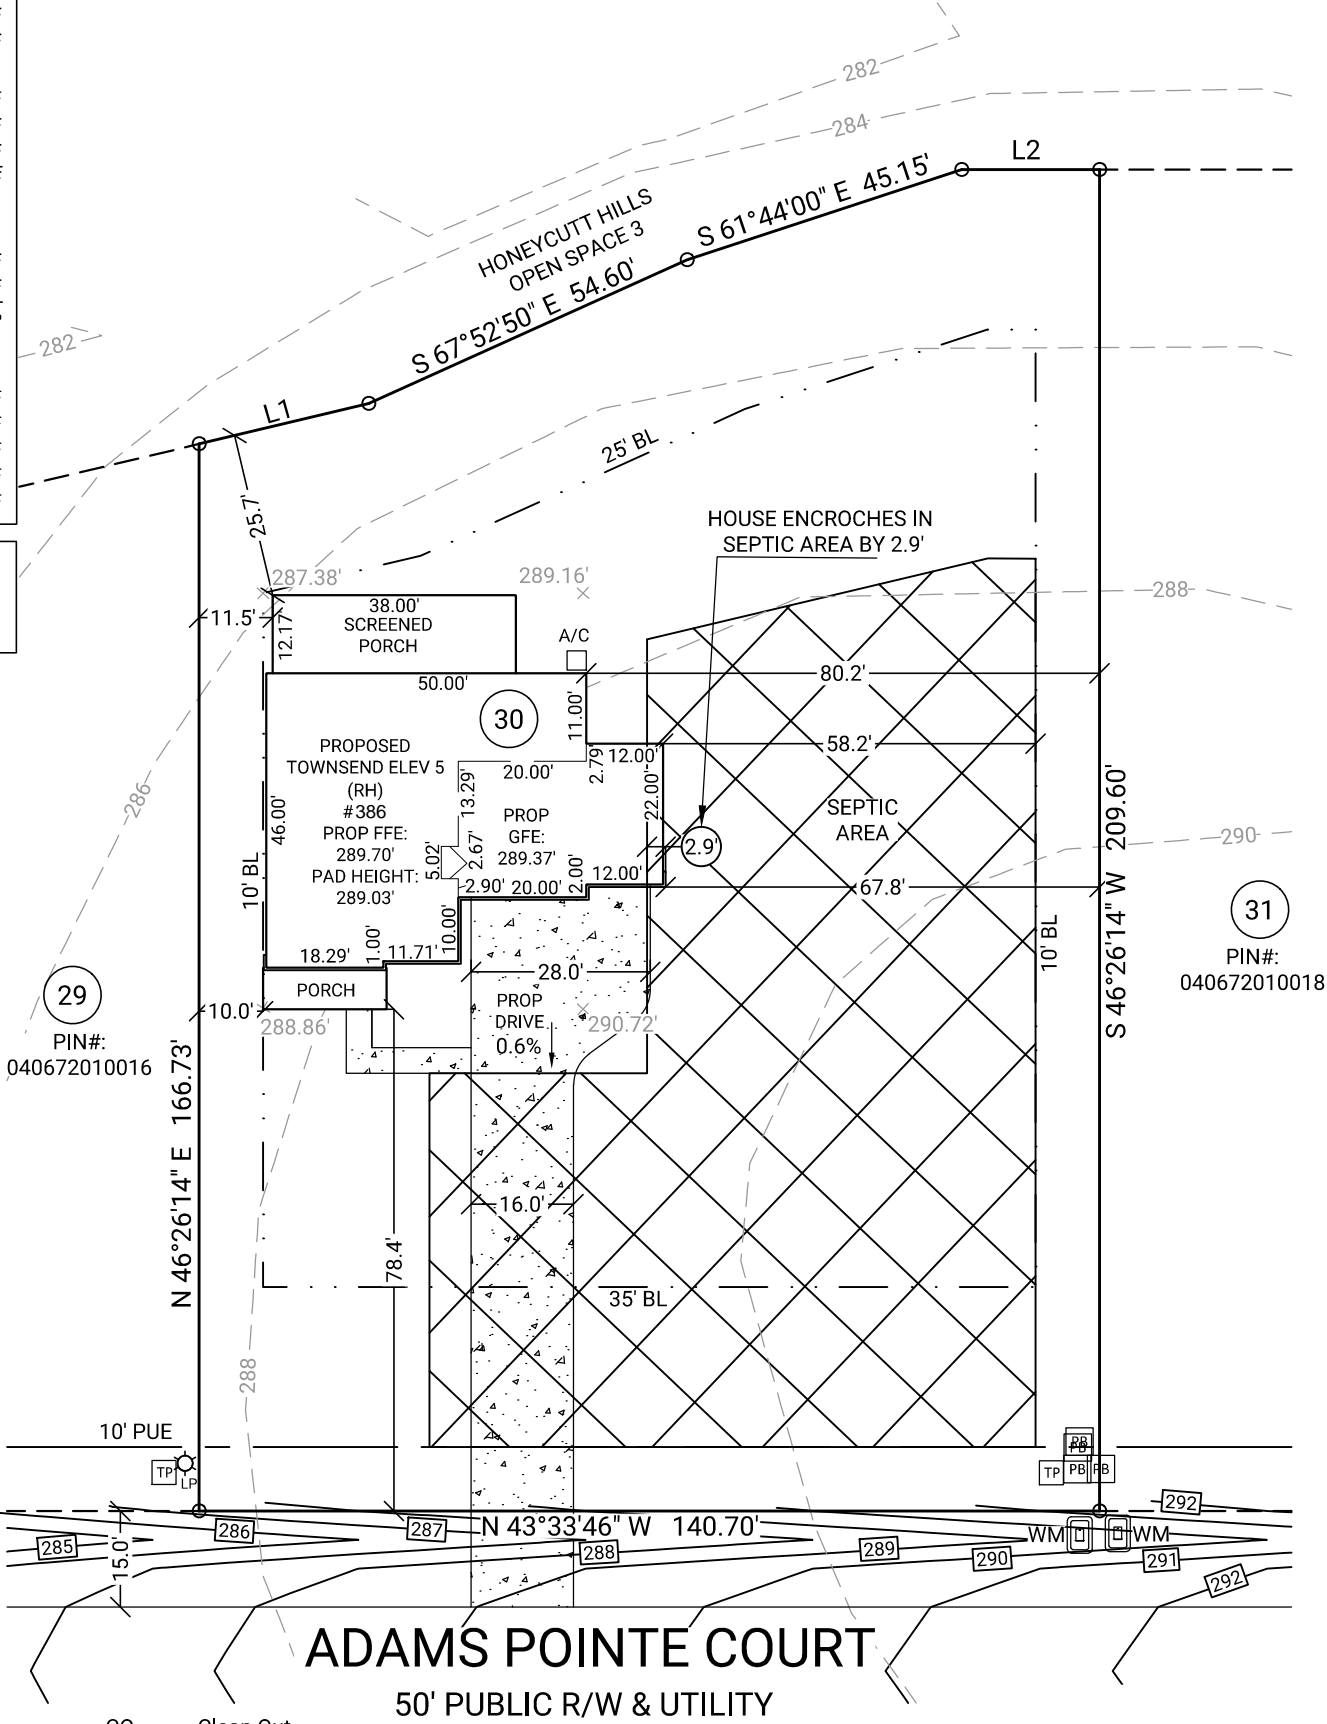 282
284
L2
S 61°44'00" E 45.15'
HONEYCUTT HILLS
OPEN SPACE 3
S 67°52'50" E 54.60'
282
L1
25' BL
25.7'
HOUSE ENCROCHES IN
SEPTIC AREA BY 2.9'
287.38'
289.16'
288
11.5'
12.17'
38.00'
SCREENED
PORCH
A/C
80.2'
50.00'
30
11.00'
58.2'
PROPOSED
TOWNSEND ELEV 5
(RH)
#386
PROP FFE:
289.70'
PAD HEIGHT:
289.03'
46.00'
20.00'
2.79'
12.00'
22.00'
13.29'
PROP
GFE:
289.37'
2.67'
5.02'
2.90'
20.00'
2.00'
12.00'
2.9'
SEPTIC
AREA
67.8'
286
290
10' BL
10' BL
S 46°26'14" W 209.60'
31
PIN#:
040672010018
18.29'
1.00'
11.71'
10.00'
28.0'
PORCH
10.0'
288.86'
PROP
DRIVE
0.6%
290.72'
29
PIN#:
040672010016
N 46°26'14" E 166.73'
16.0'
78.4'
35' BL
288
10' PUE
TP
LP
PB
PB
TP
PB
PB
292
286
287
N 43°33'46" W 140.70'
WM
WM
285
15.0'
288
289
290
291
292
ADAMS POINTE COURT
50' PUBLIC R/W & UTILITY